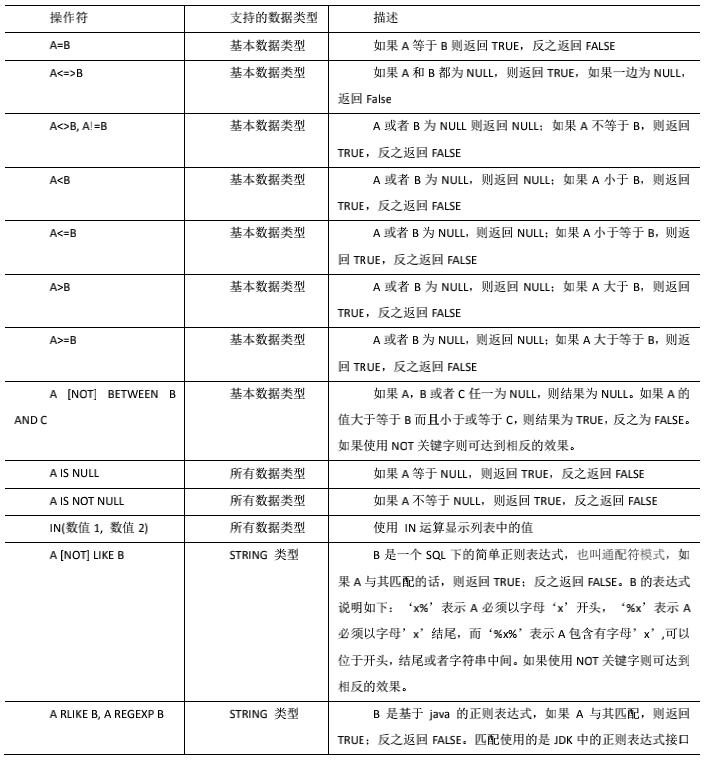 操作符 支持的数据类型 描述
A=B 基本数据类型 如果 A 等于 B 则返回 TRUE，反之返回 FALSE
A<=>B 基本数据类型 如果 A 和 B 都为 NULL，则返回 TRUE，如果一边为 NULL，
返回 False
A<>B, A!=B 基本数据类型 A 或者 B 为 NULL 则返回 NULL；如果 A 不等于 B，则返回
TRUE，反之返回 FALSE
A<B 基本数据类型 A 或者 B 为 NULL，则返回 NULL；如果 A 小于 B，则返回
TRUE，反之返回 FALSE
A<=B 基本数据类型 A 或者 B 为 NULL，则返回 NULL；如果 A 小于等于 B，则返
回 TRUE，反之返回 FALSE
A>B 基本数据类型 A 或者 B 为 NULL，则返回 NULL；如果 A 大于 B，则返回
TRUE，反之返回 FALSE
A>=B 基本数据类型 A 或者 B 为 NULL，则返回 NULL；如果 A 大于等于 B，则返
回 TRUE，反之返回 FALSE
A [NOT] BETWEEN B 基本数据类型 如果 A，B 或者 C 任一为 NULL，则结果为 NULL。如果 A 的
AND C 值大于等于 B 而且小于或等于 C，则结果为 TRUE，反之为 FALSE。
如果使用 NOT 关键字则可达到相反的效果。
A IS NULL 所有数据类型 如果 A 等于 NULL，则返回 TRUE，反之返回 FALSE
A IS NOT NULL 所有数据类型 如果 A 不等于 NULL，则返回 TRUE，反之返回 FALSE
IN(数值 1, 数值 2) 所有数据类型 使用 IN 运算显示列表中的值
A [NOT] LIKE B STRING 类型 B 是一个 SQL 下的简单正则表达式，也叫通配符模式，如
果 A 与其匹配的话，则返回 TRUE；反之返回 FALSE。B 的表达式
说明如下：‘x%’表示 A 必须以字母‘x’开头，‘%x’表示 A
必须以字母’x’结尾，而‘%x%’表示 A 包含有字母’x’,可以
位于开头，结尾或者字符串中间。如果使用 NOT 关键字则可达到
相反的效果。
A RLIKE B, A REGEXP B STRING 类型 B 是基于 java 的正则表达式，如果 A 与其匹配，则返回
TRUE；反之返回 FALSE。匹配使用的是 JDK 中的正则表达式接口